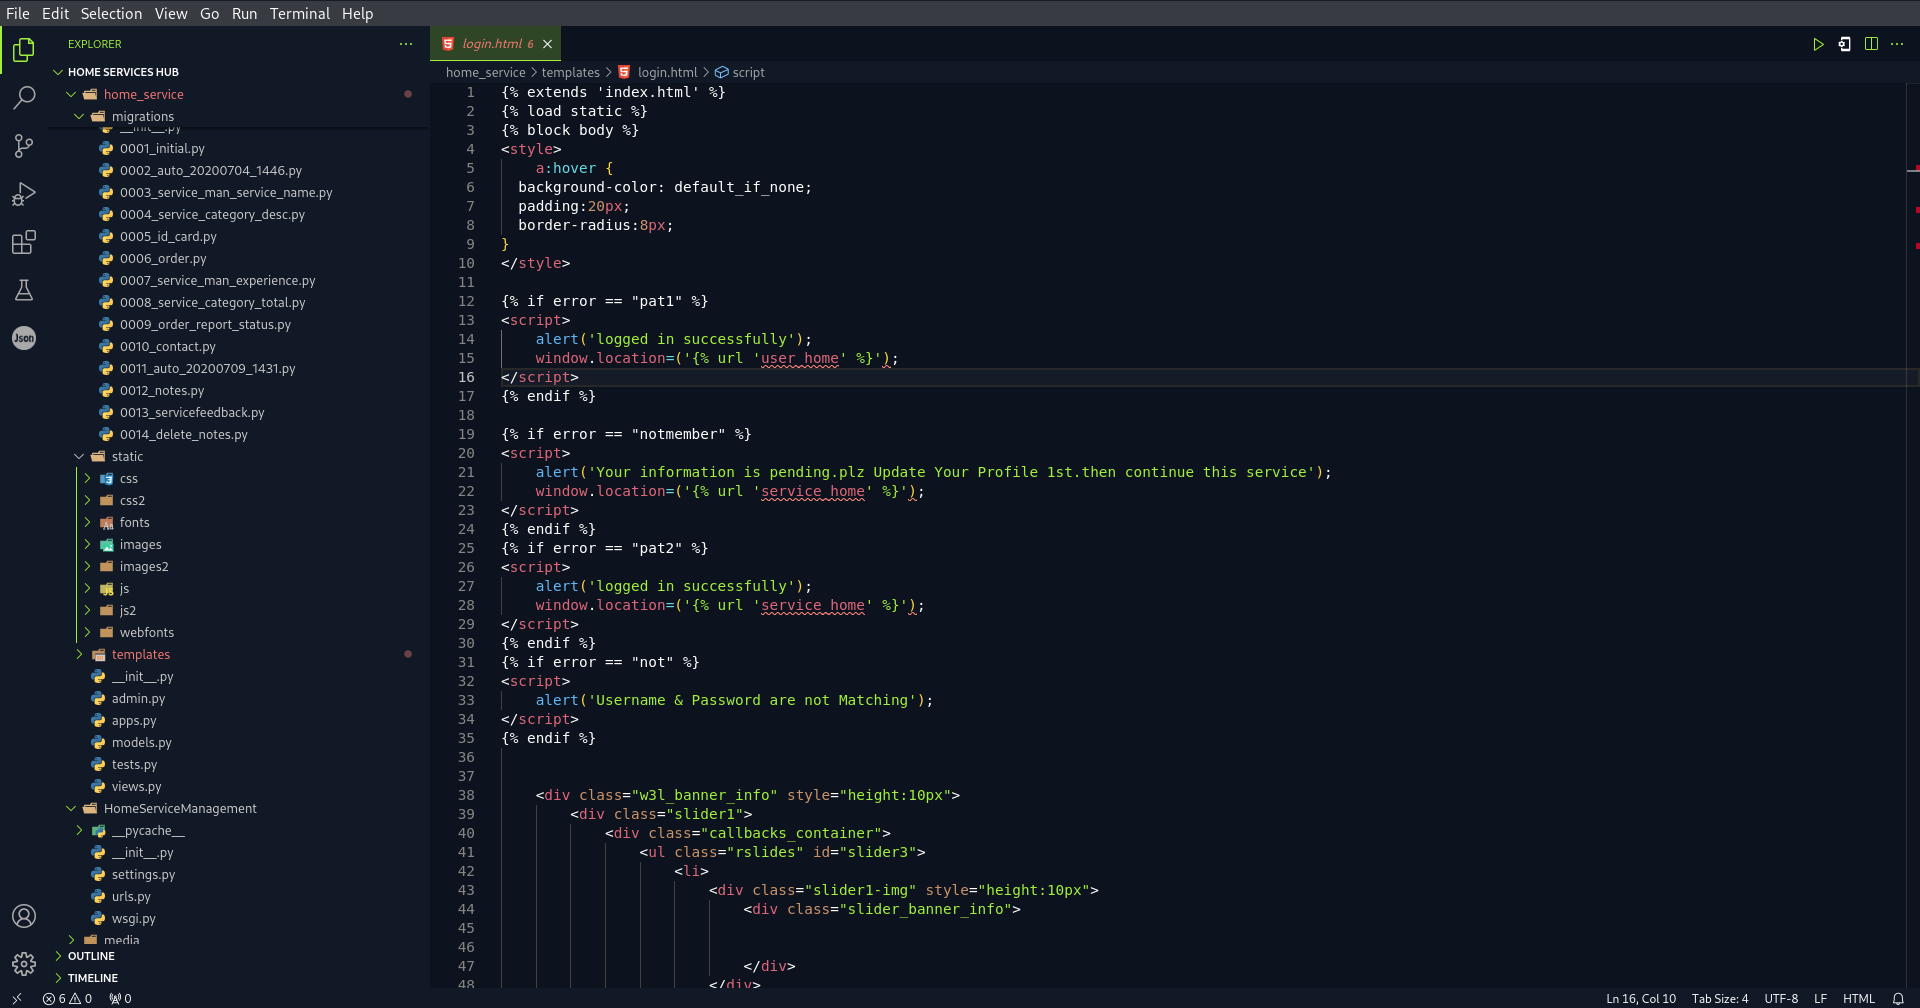 File Edit Selection View Go Run Terminal Help
EXPLORER
HOME SERVICES HUB
home_service
migrations
__init__.py
0001_initial.py
0002_auto_20200704_1446.py
0003_service_man_service_name.py
0004_service_category_desc.py
0005_id_card.py
0006_order.py
0007_service_man_experience.py
0008_service_category_total.py
0009_order_report_status.py
0010_contact.py
0011_auto_20200709_1431.py
0012_notes.py
0013_servicefeedback.py
0014_delete_notes.py
static
css
css2
fonts
images
images2
js
js2
webfonts
templates
__init__.py
admin.py
apps.py
models.py
tests.py
views.py
HomeServiceManagement
__pycache__
__init__.py
settings.py
urls.py
wsgi.py
media
OUTLINE
TIMELINE
Json
login.html 6
home_service > templates > login.html > script
1 {% extends 'index.html' %}
2 {% load static %}
3 {% block body %}
4 <style>
5 a:hover {
6 background-color: default_if_none;
7 padding:20px;
8 border-radius:8px;
9 }
10 </style>
11
12 {% if error == "pat1" %}
13 <script>
14 alert('logged in successfully');
15 window.location=('{% url 'user_home' %}');
16 </script>
17 {% endif %}
18
19 {% if error == "notmember" %}
20 <script>
21 alert('Your information is pending.plz Update Your Profile 1st.then continue this service');
22 window.location=('{% url 'service_home' %}');
23 </script>
24 {% endif %}
25 {% if error == "pat2" %}
26 <script>
27 alert('logged in successfully');
28 window.location=('{% url 'service_home' %}');
29 </script>
30 {% endif %}
31 {% if error == "not" %}
32 <script>
33 alert('Username & Password are not Matching');
34 </script>
35 {% endif %}
36
37
38 <div class="w3l_banner_info" style="height:10px">
39 <div class="slider1">
40 <div class="callbacks_container">
41 <ul class="rslides" id="slider3">
42 <li>
43 <div class="slider1-img" style="height:10px">
44 <div class="slider_banner_info">
45
46
47 </div>
48 </div>
6 0 0
Ln 16, Col 10 Tab Size: 4 UTF-8 LF HTML